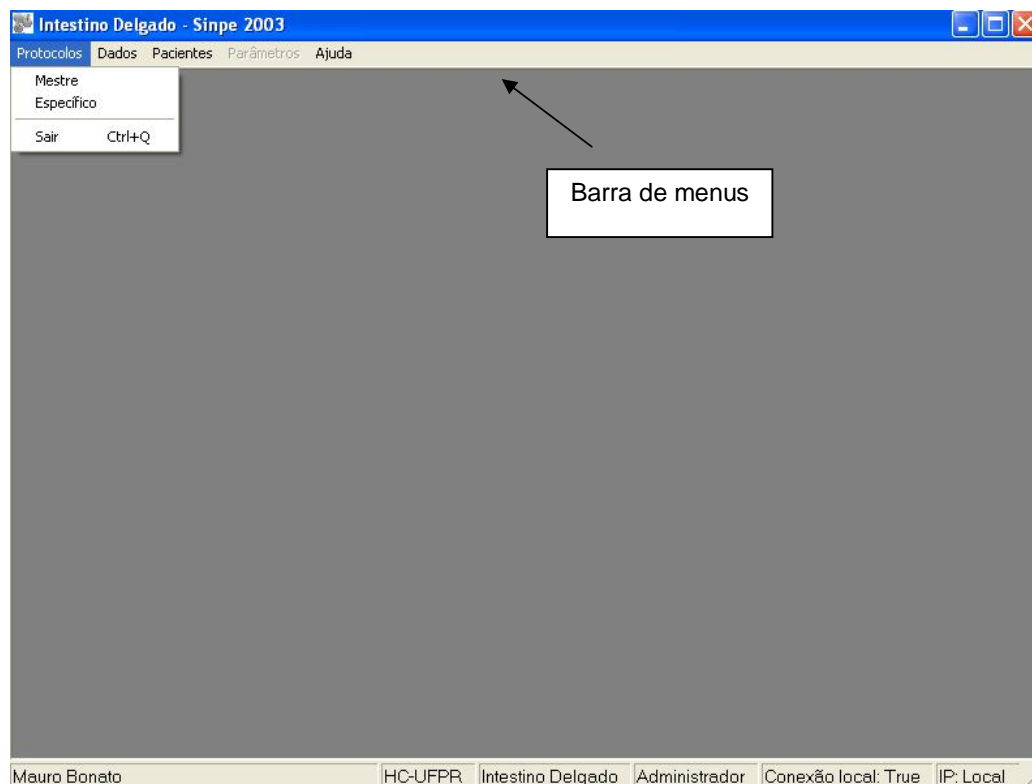 Intestino Delgado - Sinpe 2003
Protocolos Dados Pacientes Parâmetros Ajuda
Mestre
Específico
Sair Ctrl+Q
Barra de menus
Mauro Bonato HC-UFPR Intestino Delgado Administrador Conexão local: True IP: Local